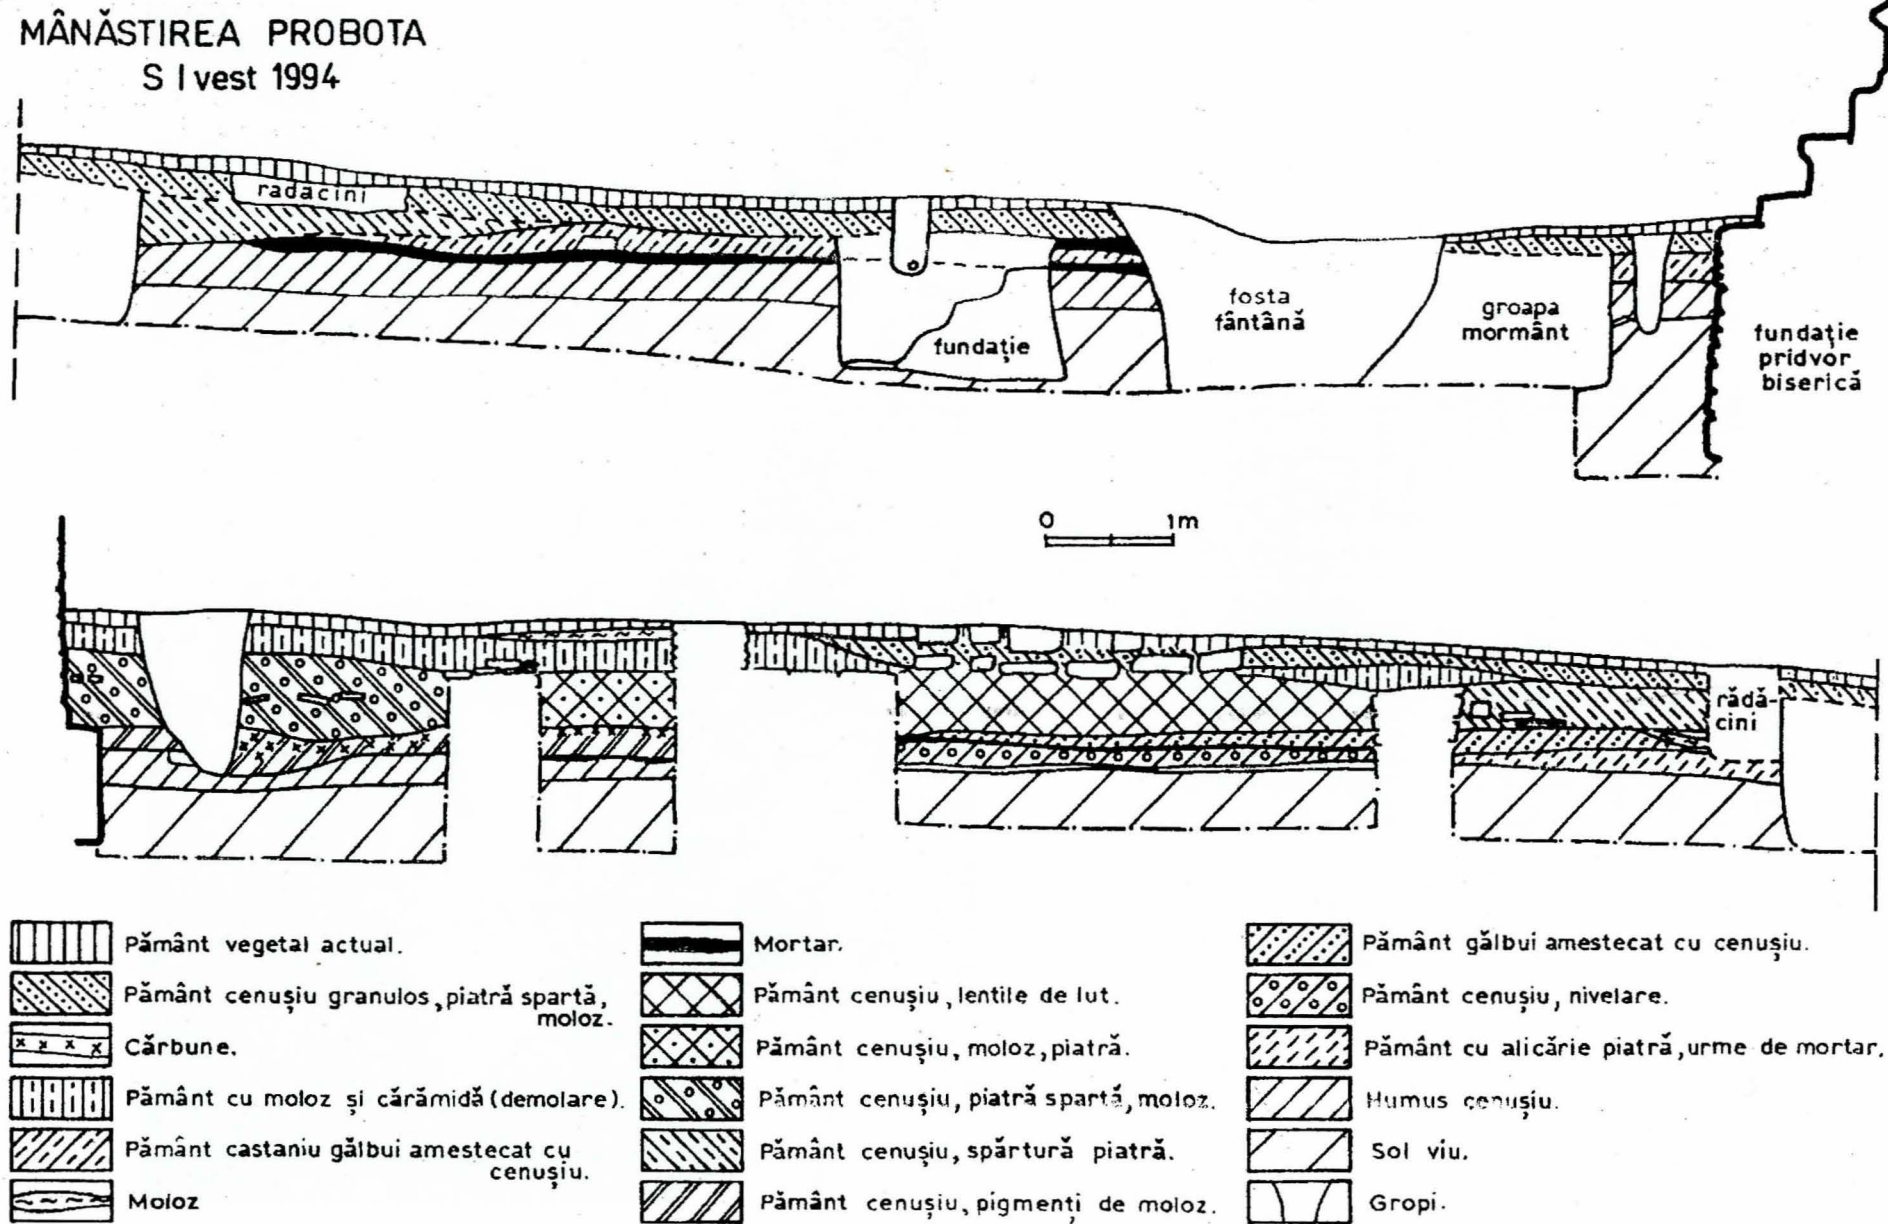 MÂNĂSTIREA PROBOTA
S I vest 1994
radacini
fundație
fosta
fântână
groapa
mormânt
fundație
pridvor
biserică
0 1m
rădă-
cini
Pământ vegetal actual.
Pământ cenușiu granulos, piatră spartă,
moloz.
Cărbune.
Pământ cu moloz și cărămidă (demolare).
Pământ castaniu gălbui amestecat cu
cenușiu.
Moloz
Mortar.
Pământ cenușiu, lentile de lut.
Pământ cenușiu, moloz, piatră.
Pământ cenușiu, piatră spartă, moloz.
Pământ cenușiu, spărtură piatră.
Pământ cenușiu, pigmenți de moloz.
Pământ gălbui amestecat cu cenușiu.
Pământ cenușiu, nivelare.
Pământ cu alicărie piatră, urme de mortar.
Humus cenușiu.
Sol viu.
Gropi.